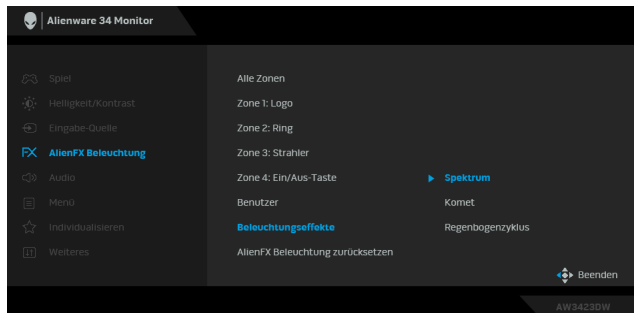 Alienware 34 Monitor
Spiel
Helligkeit/Kontrast
Eingabe-Quelle
FX AlienFX Beleuchtung
Audio
Menü
Individualisieren
Weiteres
Alle Zonen
Zone 1: Logo
Zone 2: Ring
Zone 3: Strahler
Zone 4: Ein/Aus-Taste
Benutzer
Beleuchtungseffekte
AlienFX Beleuchtung zurücksetzen
Spektrum
Komet
Regenbogenzyklus
Beenden
AW3423DW